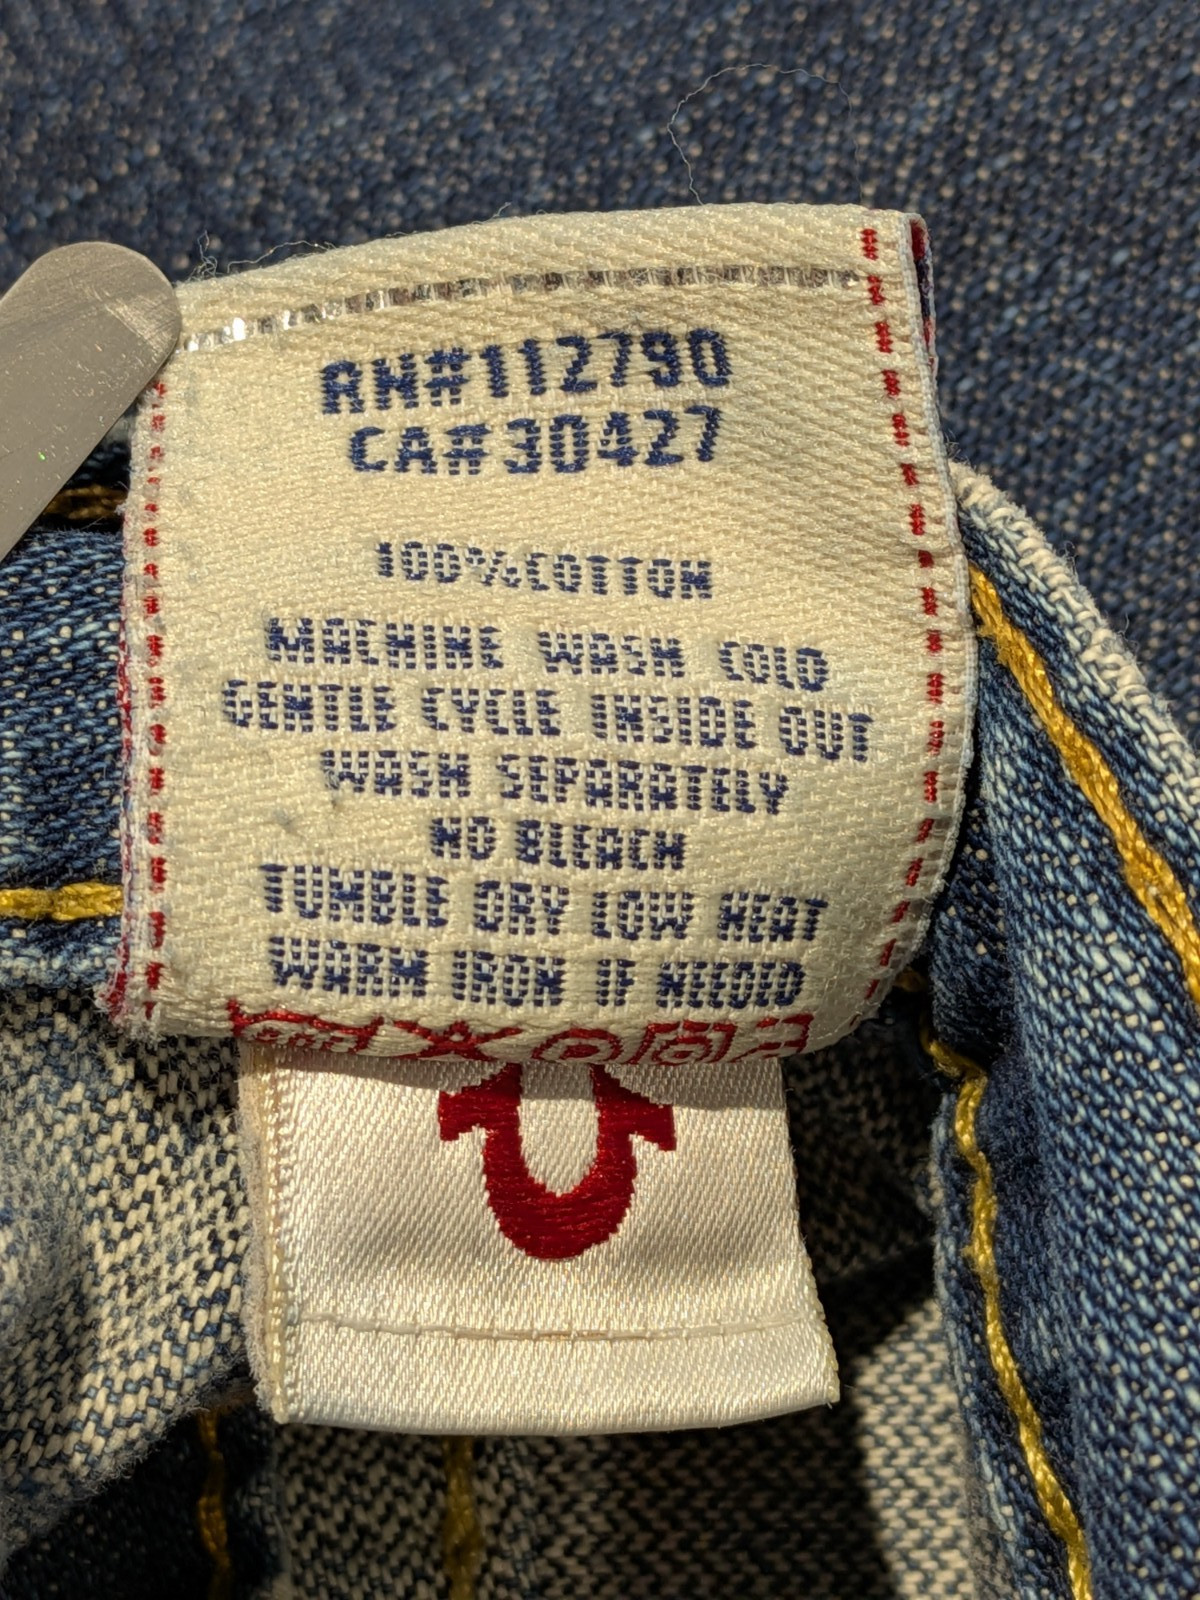 RN#112790
CA#30427
100%COTTON
MACHINE WASH COLD
GENTLE CYCLE INSIDE OUT
WASH SEPARATELY
NO BLEACH
TUMBLE DRY LOW HEAT
WARM IRON IF NEEDED